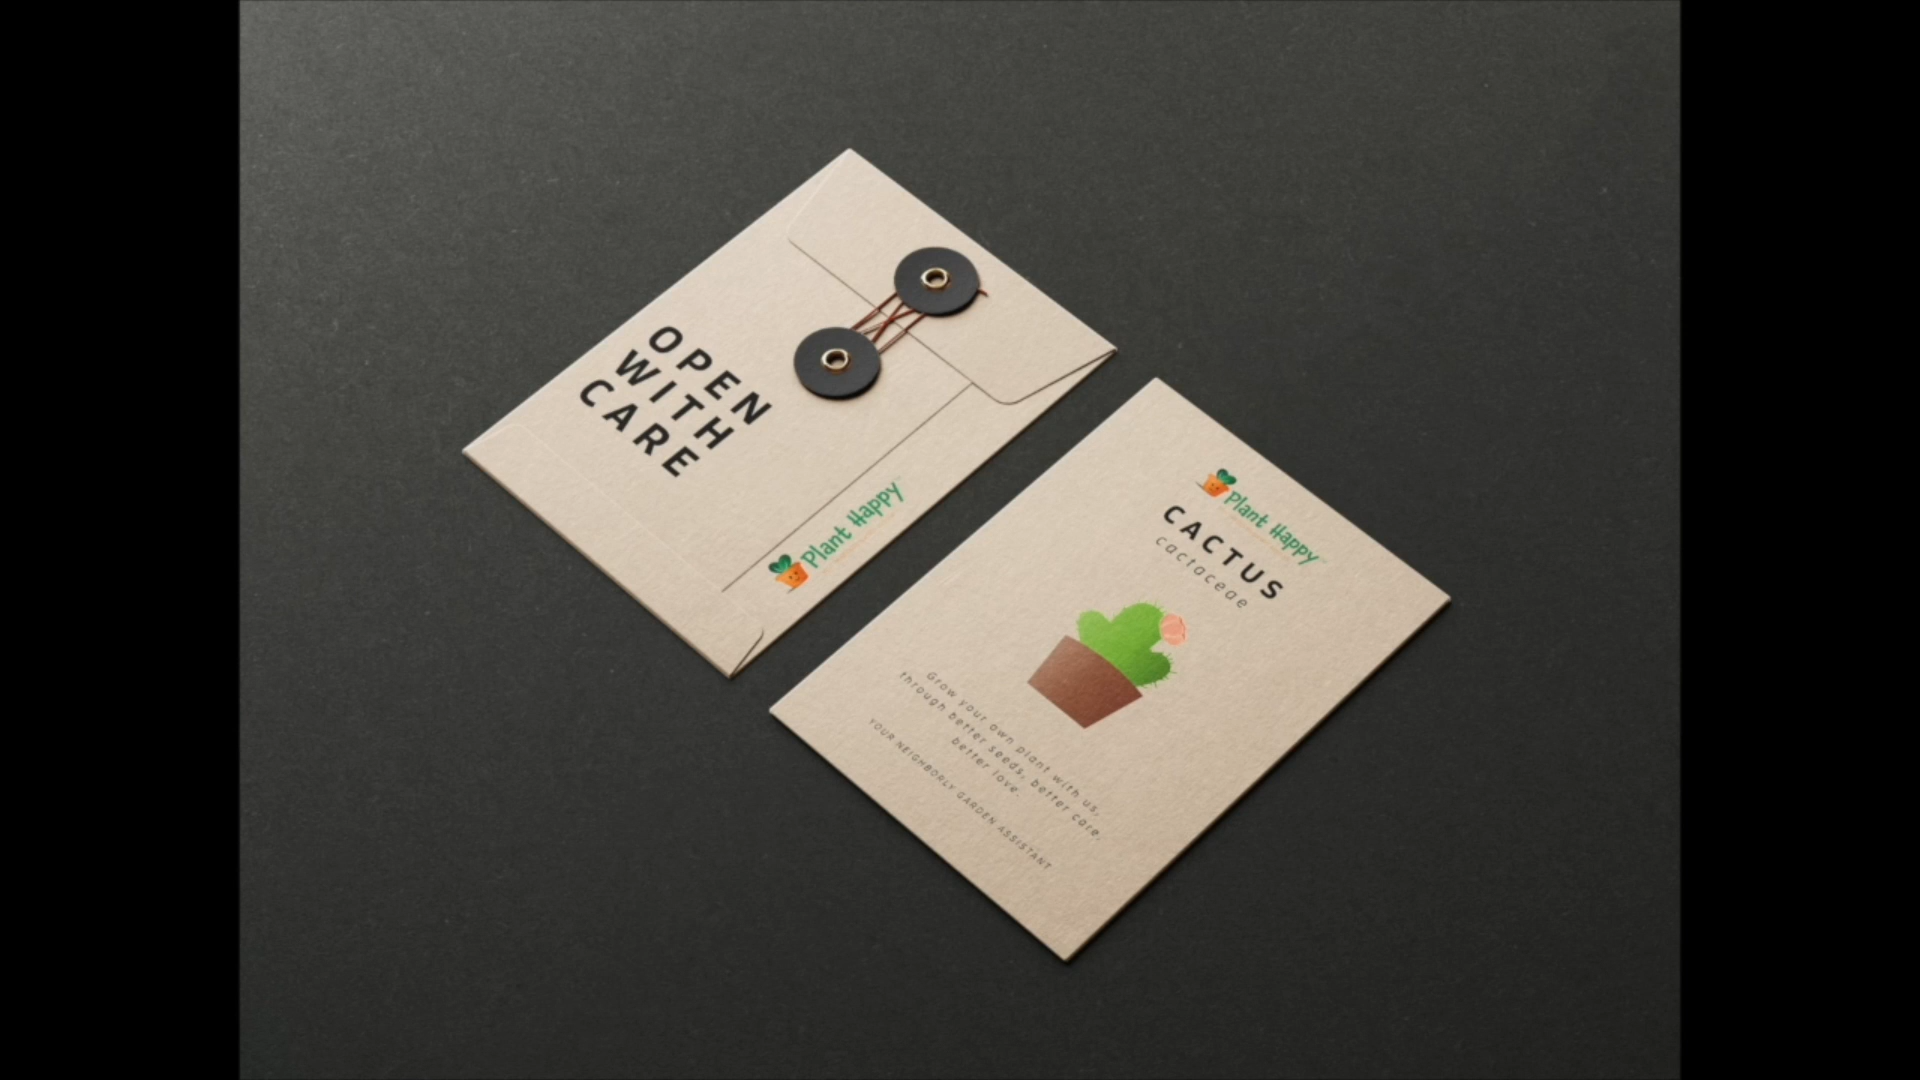 OPEN
WITH
CARE
Plant Happy
Plant Happy
CACTUS
cactaceae
Grow your own plant with us,
through better seeds, better care,
better love.
YOUR NEIGHBORLY GARDEN ASSISTANT